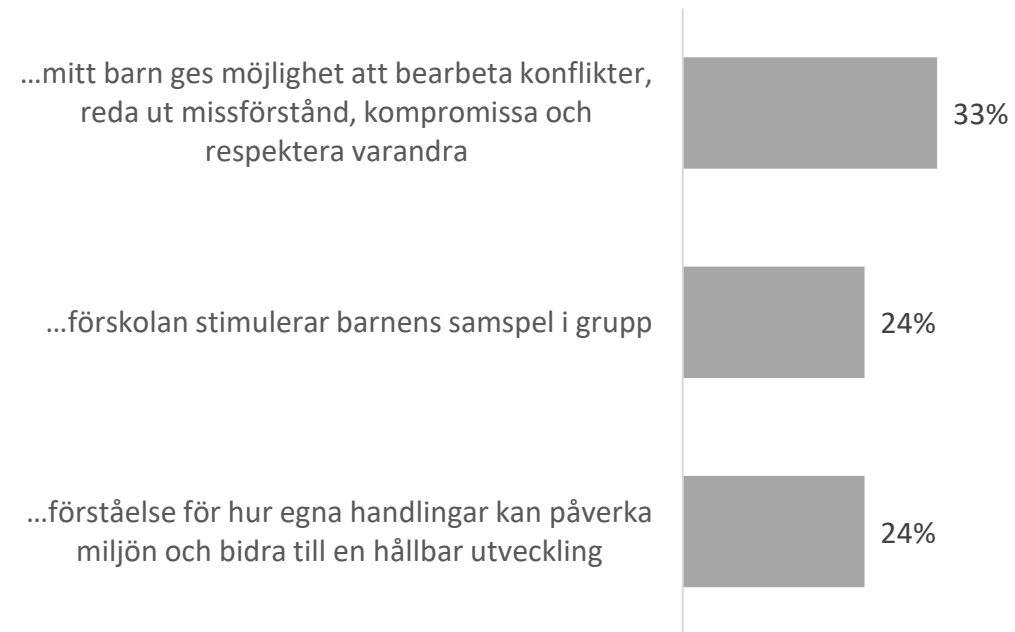 …mitt barn ges möjlighet att bearbeta konflikter,
reda ut missförstånd, kompromissa och
respektera varandra
33%
…förskolan stimulerar barnens samspel i grupp
24%
…förståelse för hur egna handlingar kan påverka
miljön och bidra till en hållbar utveckling
24%